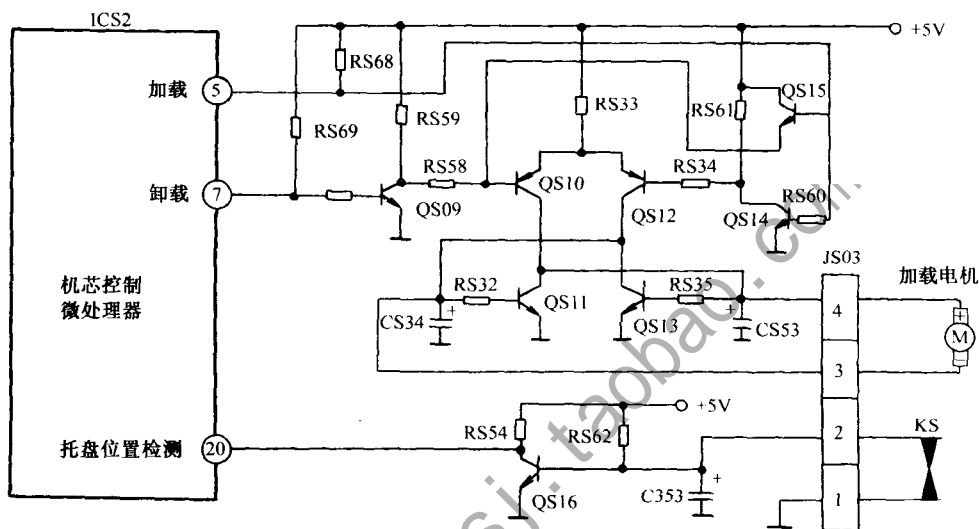 ICS2
+5V
RS68
加载
5
QS15
RS33
RS61
RS69
RS59
RS58
RS34
QS10
卸载
7
RS60
QS09
QS12
QS14
JS03
机芯控制
微处理器
加载电机
RS32
RS35
+
+
4
+
CS34
QS11
QS13
CS53
M
3
−
+5V
RS54
RS62
托盘位置检测
20
+
2
KS
QS16
C353
1
sj.taobao.com